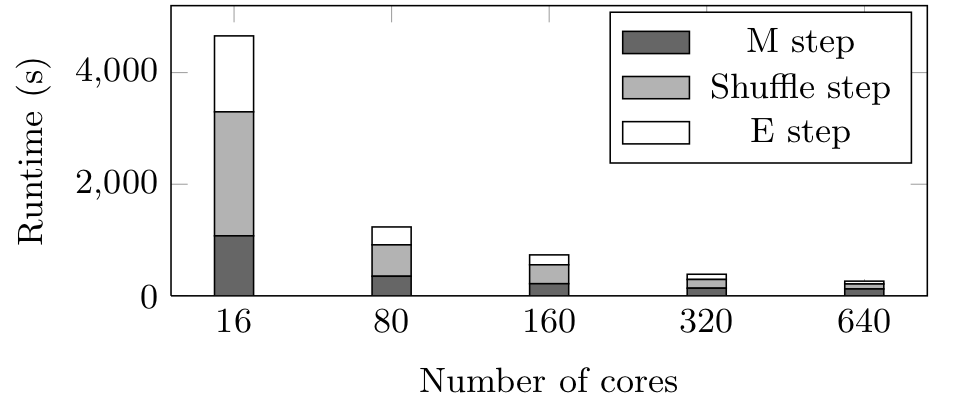 M step
Shuffle step
E step
Runtime (s)
4,000
2,000
0
16 80 160 320 640
Number of cores